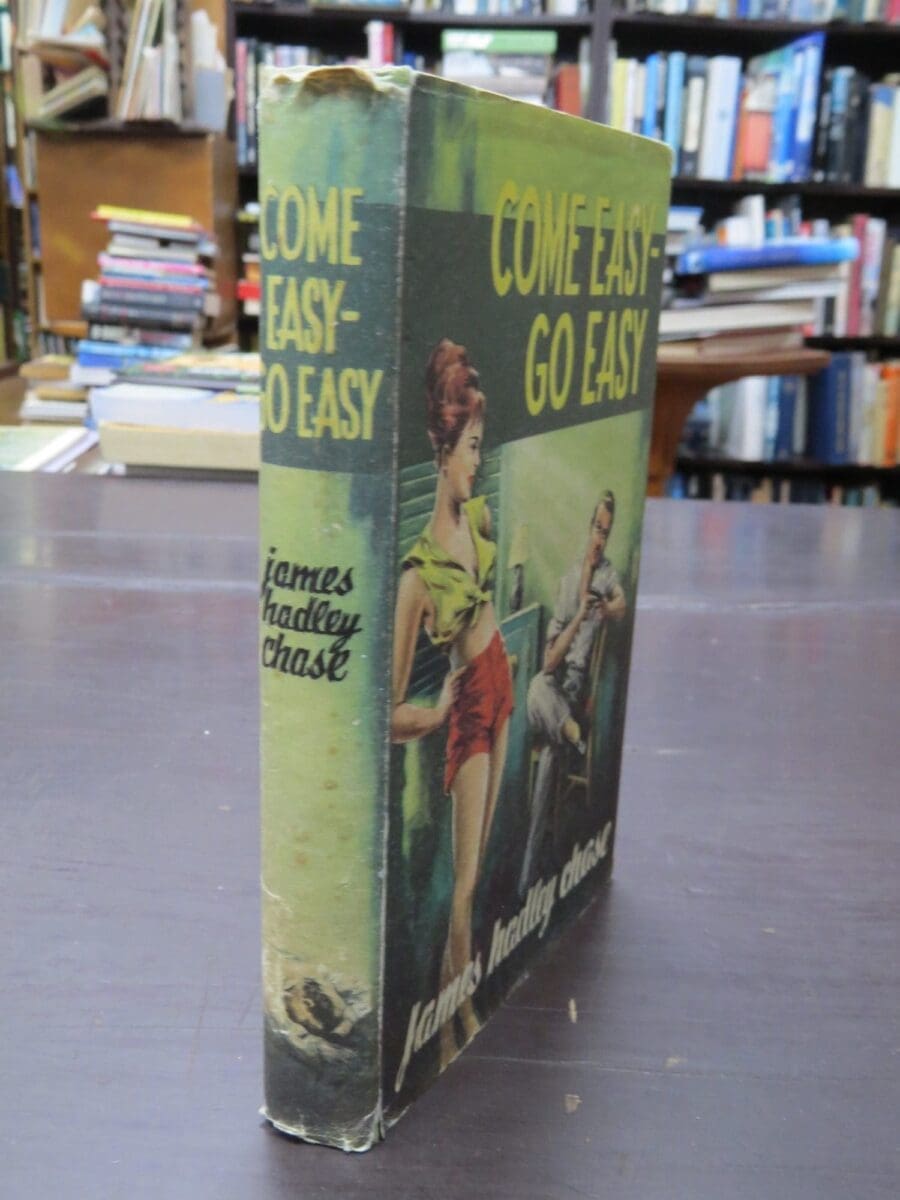 COME
EASY-
GO EASY
james
hadley
chase
COME EASY-
GO EASY
James hadley chase